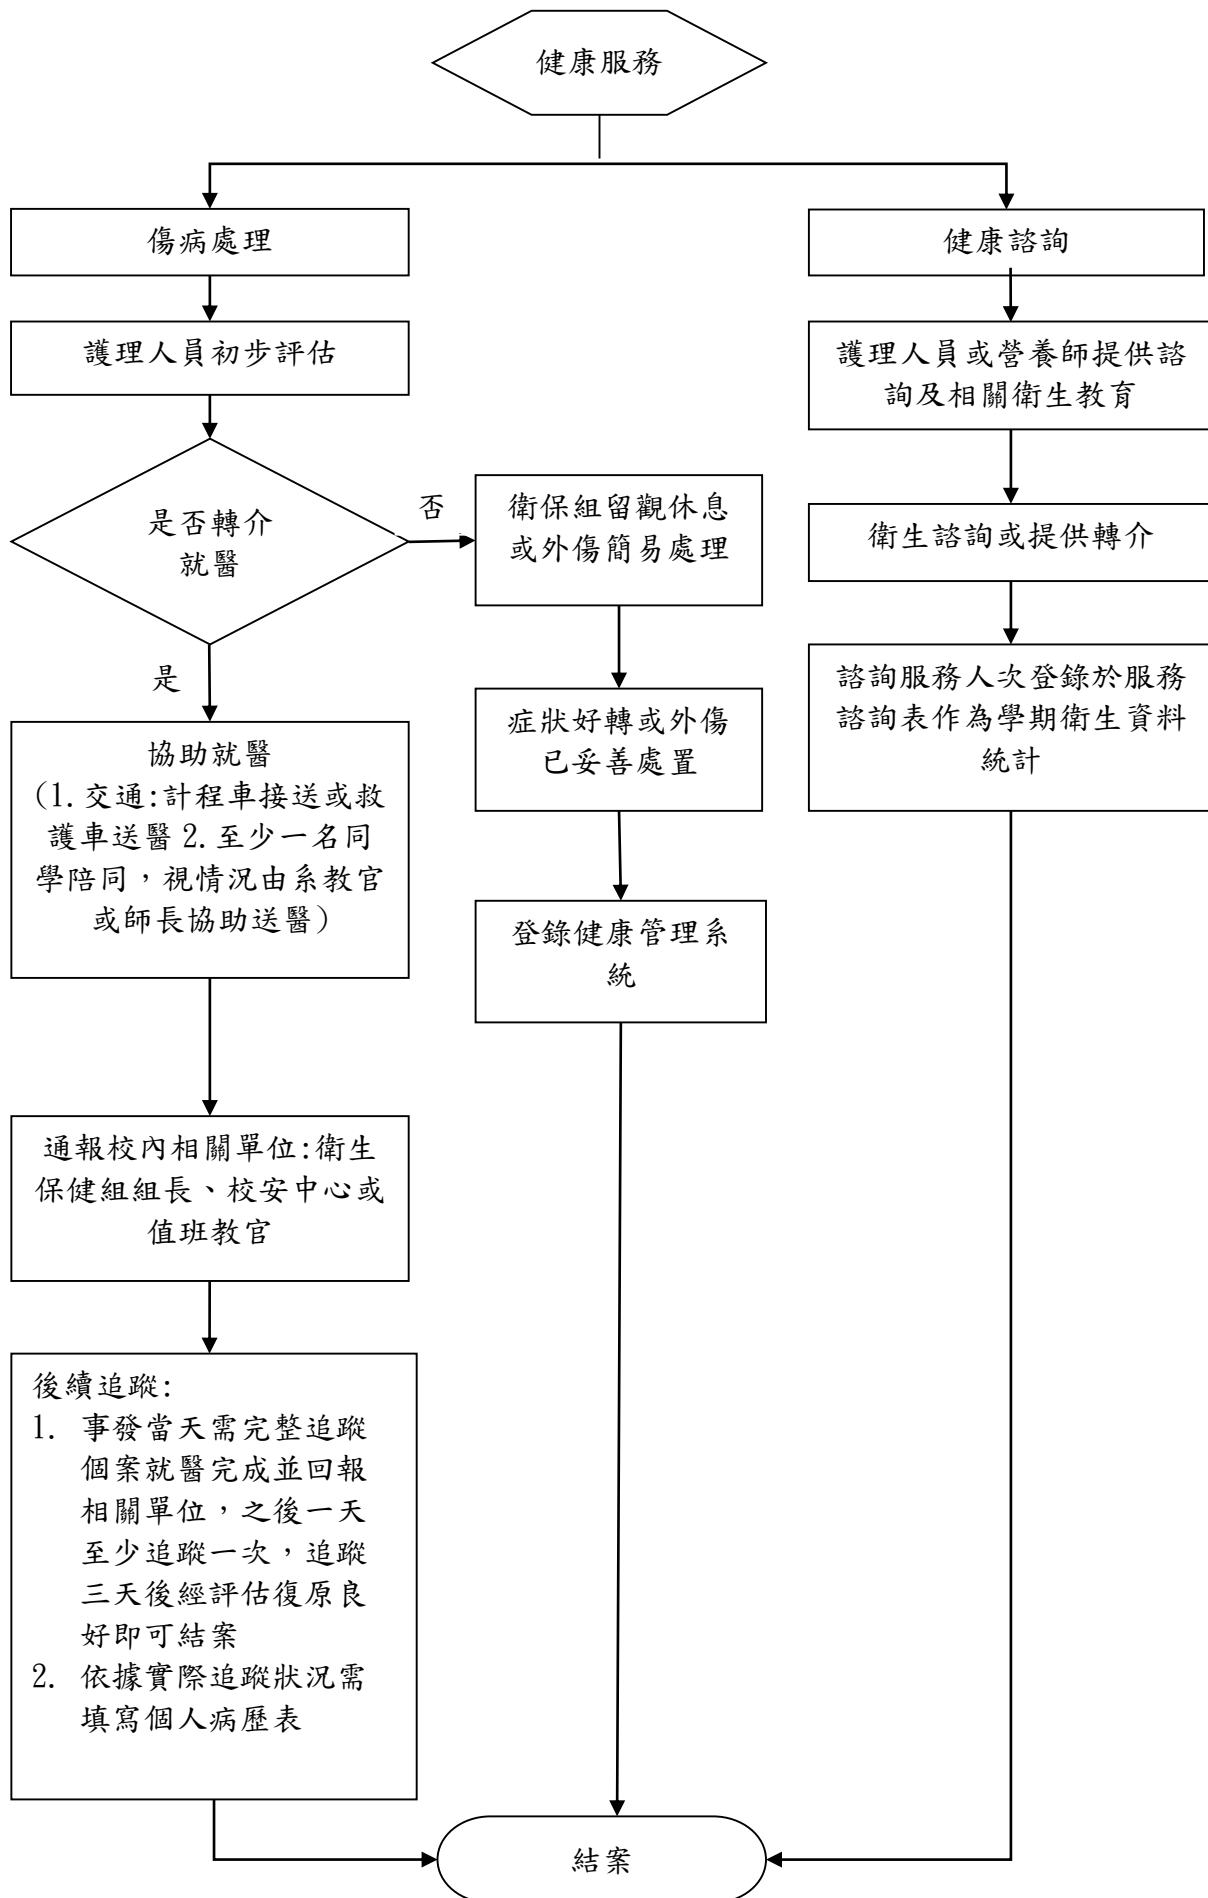 健康服務
傷病處理
護理人員初步評估
是否轉介
就醫
是
否
協助就醫
(1.交通:計程車接送或救
護車送醫 2.至少一名同
學陪同，視情況由系教官
或師長協助送醫)
通報校內相關單位:衛生
保健組組長、校安中心或
值班教官
後續追蹤:
1. 事發當天需完整追蹤
個案就醫完成並回報
相關單位，之後一天
至少追蹤一次，追蹤
三天後經評估復原良
好即可結案
2. 依據實際追蹤狀況需
填寫個人病歷表
衛保組留觀休息
或外傷簡易處理
症狀好轉或外傷
已妥善處置
登錄健康管理系
統
健康諮詢
護理人員或營養師提供諮
詢及相關衛生教育
衛生諮詢或提供轉介
諮詢服務人次登錄於服務
諮詢表作為學期衛生資料
統計
結案